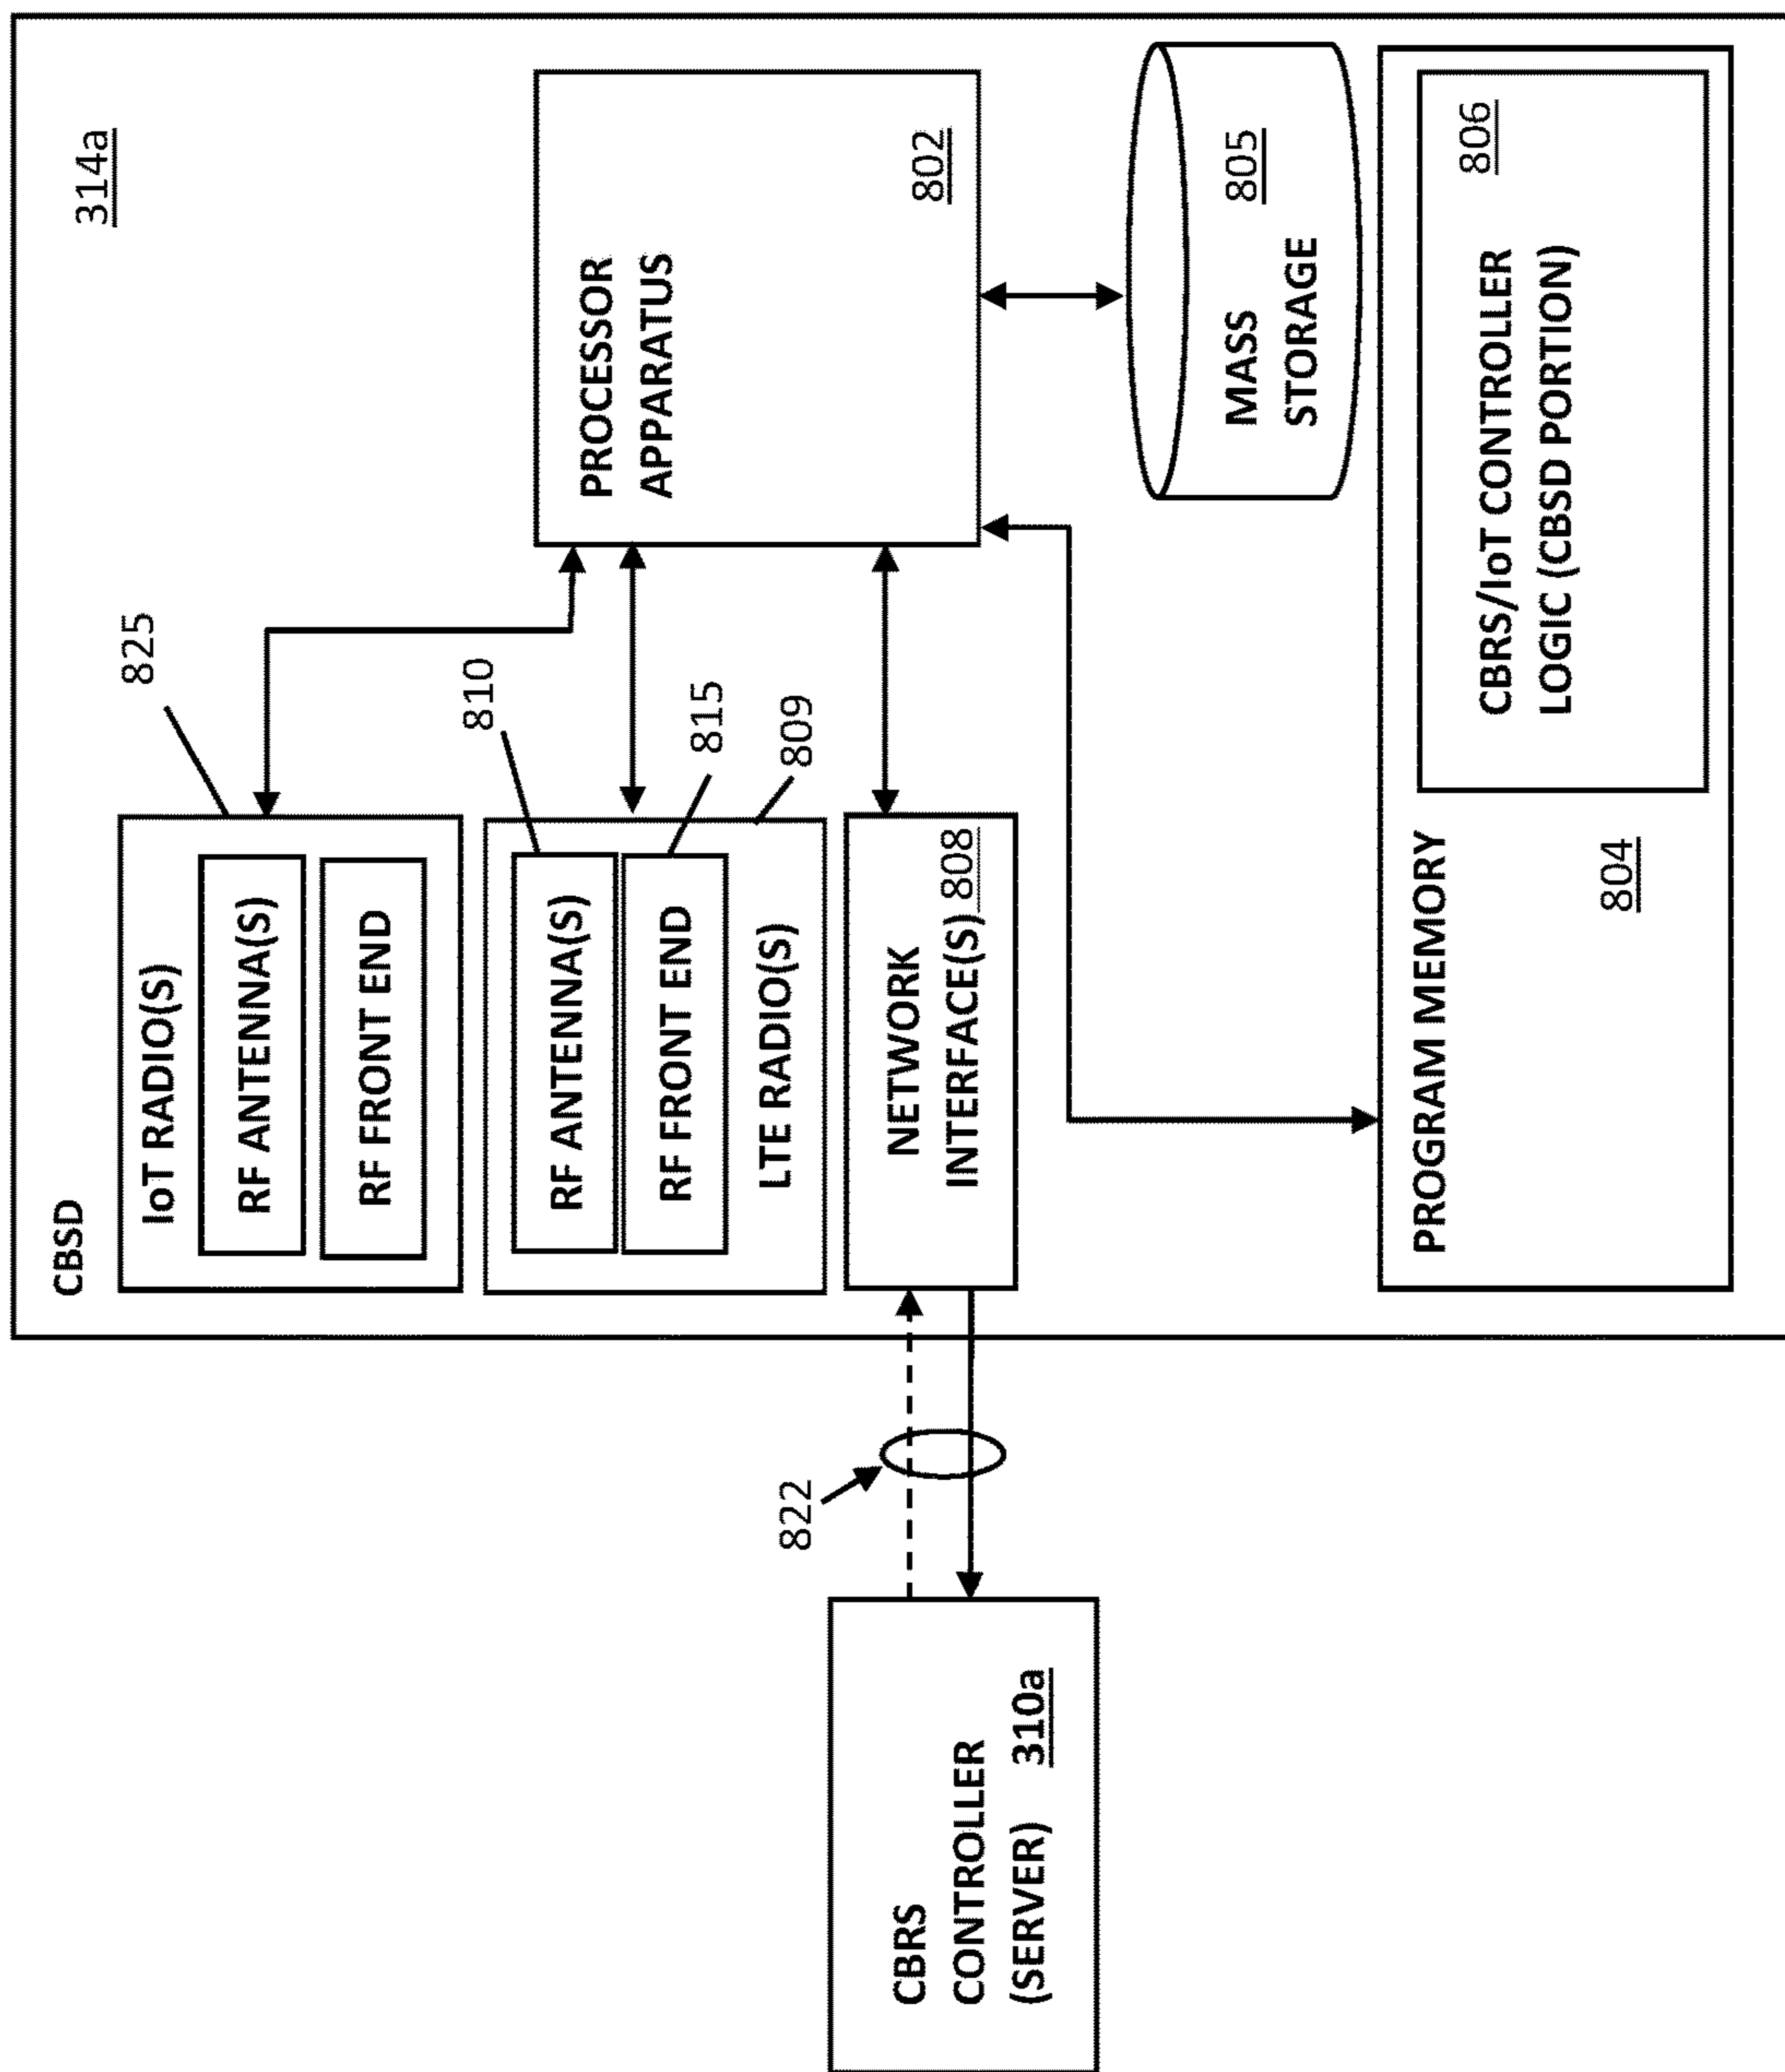 314a
CBSD
825
IoT RADIO(S)
RF ANTENNA(S)
RF FRONT END
810
815
809
RF ANTENNA(S)
RF FRONT END
LTE RADIO(S)
PROCESSOR
APPARATUS
802
NETWORK
INTERFACE(S) 808
822
CBRS
CONTROLLER
(SERVER) 310a
MASS
STORAGE
805
PROGRAM MEMORY
804
806
CBRS/IoT CONTROLLER
LOGIC (CBSD PORTION)